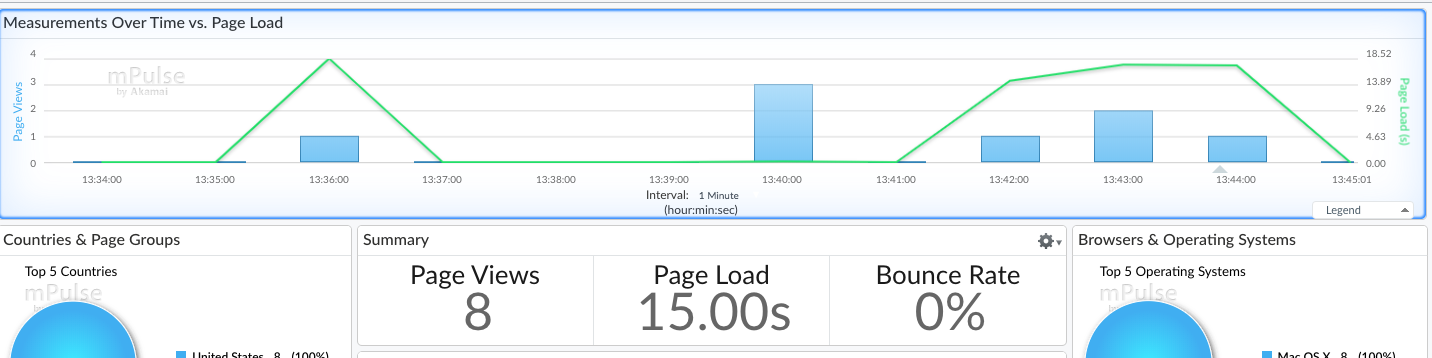 Measurements Over Time vs. Page Load
mPulse
by Akamai
Page Views
4
3
2
1
0
18.52
13.89
9.26
4.63
0.00
Page Load (s)
13:34:00 13:35:00 13:36:00 13:37:00 13:38:00 13:39:00 13:40:00 13:41:00 13:42:00 13:43:00 13:44:00 13:45:01
Interval: 1 Minute
(hour:min:sec)
Legend
Countries & Page Groups
Top 5 Countries
mPulse
United States 8 (100%)
Summary
Page Views
8
Page Load
15.00s
Bounce Rate
0%
Browsers & Operating Systems
Top 5 Operating Systems
mPulse
Mac OS X 8 (100%)